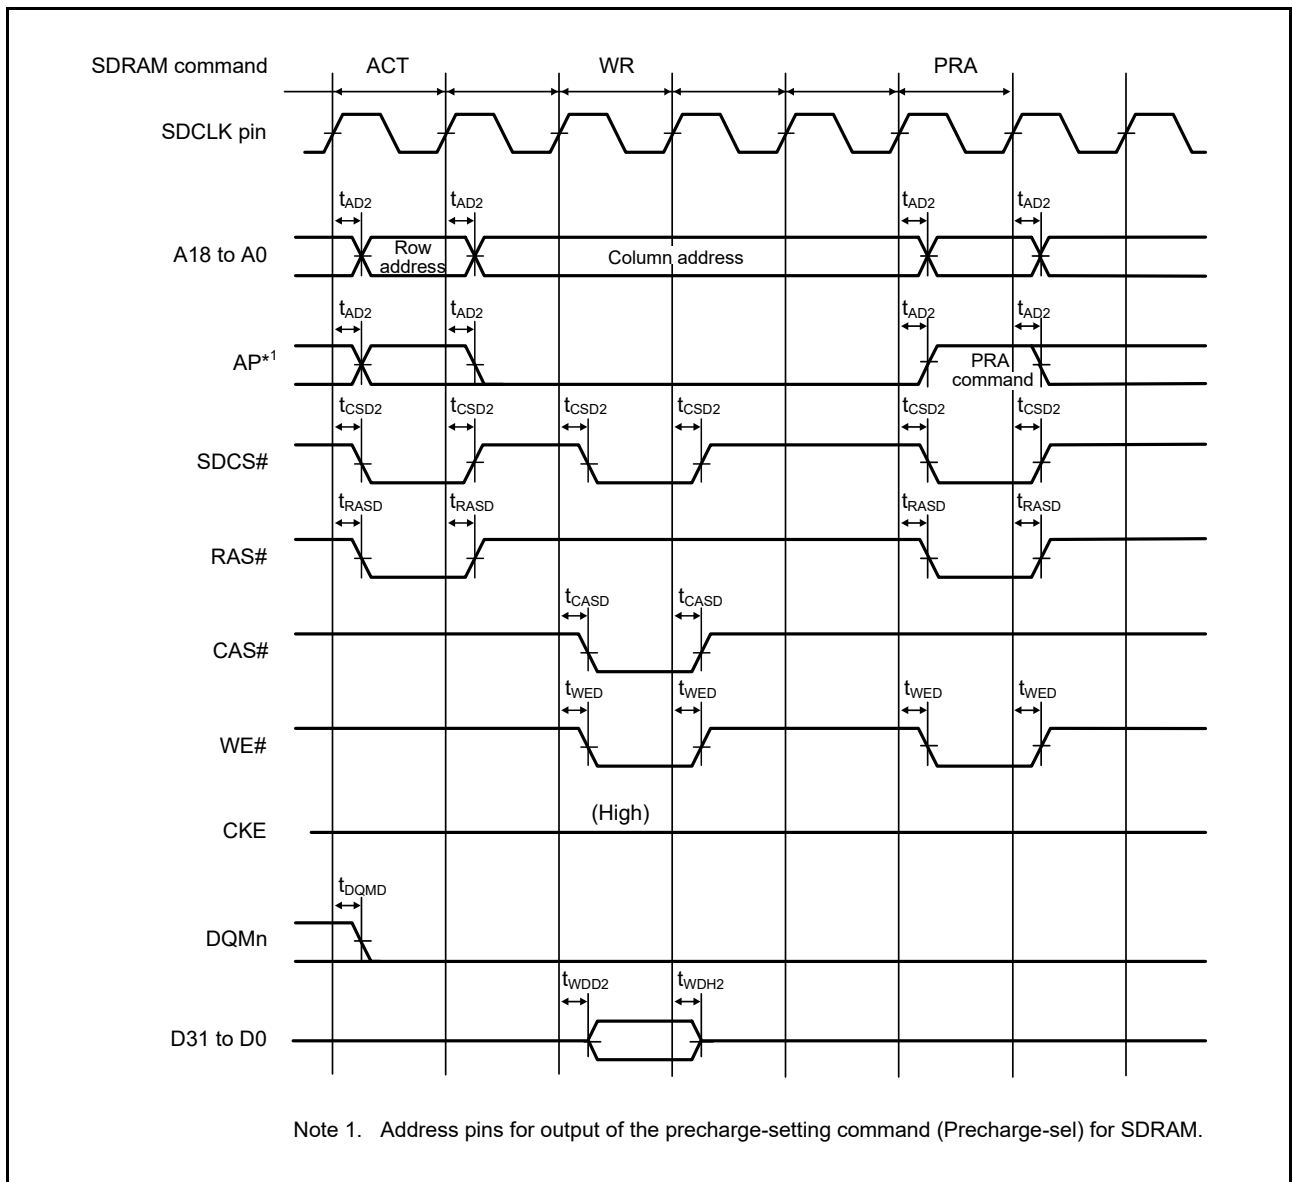 SDRAM command ACT WR PRA
SDCLK pin
tAD2 tAD2 tAD2 tAD2
A18 to A0 Row address Column address
tAD2 tAD2 tAD2 tAD2
AP*1 PRA command
tCSD2 tCSD2 tCSD2 tCSD2 tCSD2 tCSD2
SDCS#
tRASD tRASD tRASD tRASD
RAS#
tCASD tCASD
CAS#
tWED tWED tWED tWED
WE#
(High)
CKE
tDQMD
DQMn
tWDD2 tWDH2
D31 to D0
Note 1. Address pins for output of the precharge-setting command (Precharge-sel) for SDRAM.